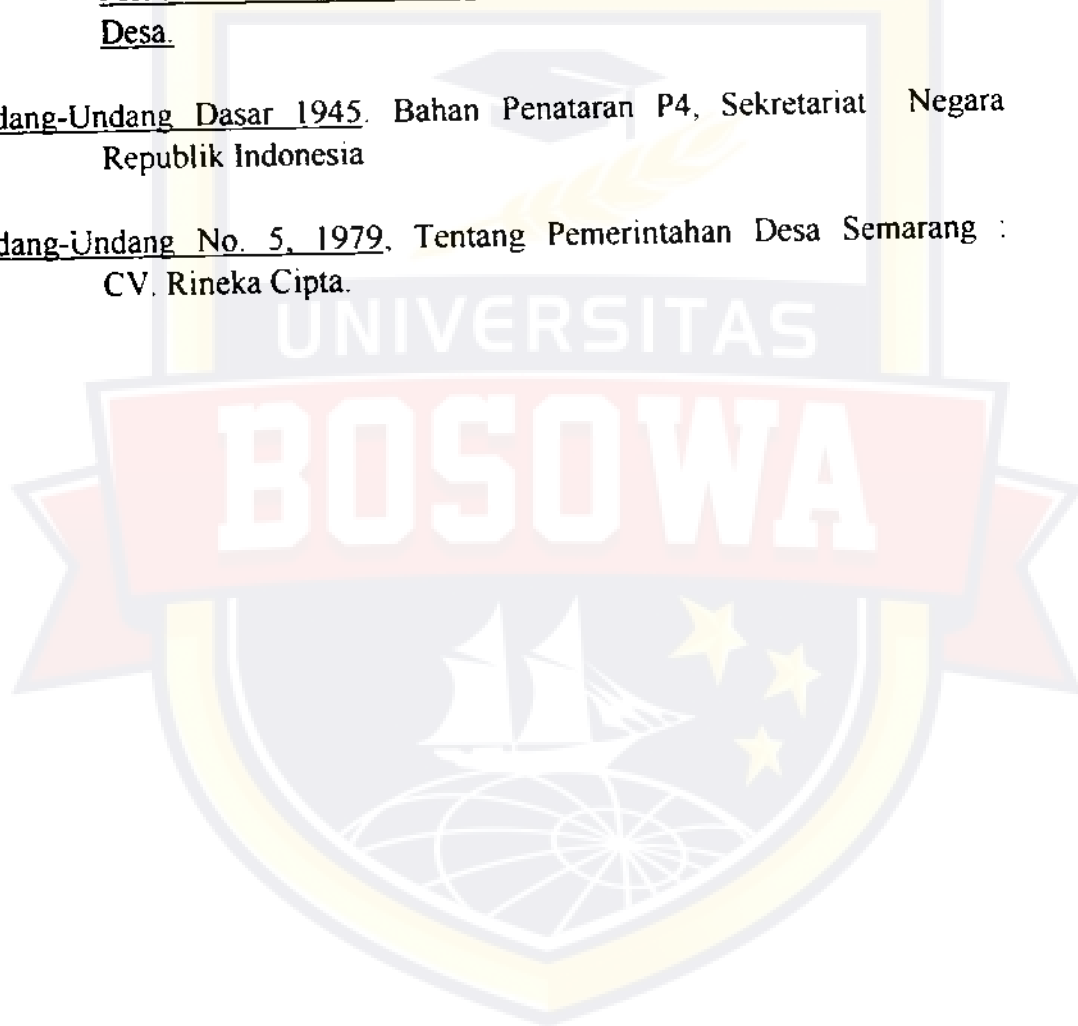 Desa.
dang-Undang Dasar 1945. Bahan Penataran P4, Sekretariat Negara
Republik Indonesia
dang-Undang No. 5, 1979, Tentang Pemerintahan Desa Semarang :
CV. Rineka Cipta.
UNIVERSITAS
BOSOWA